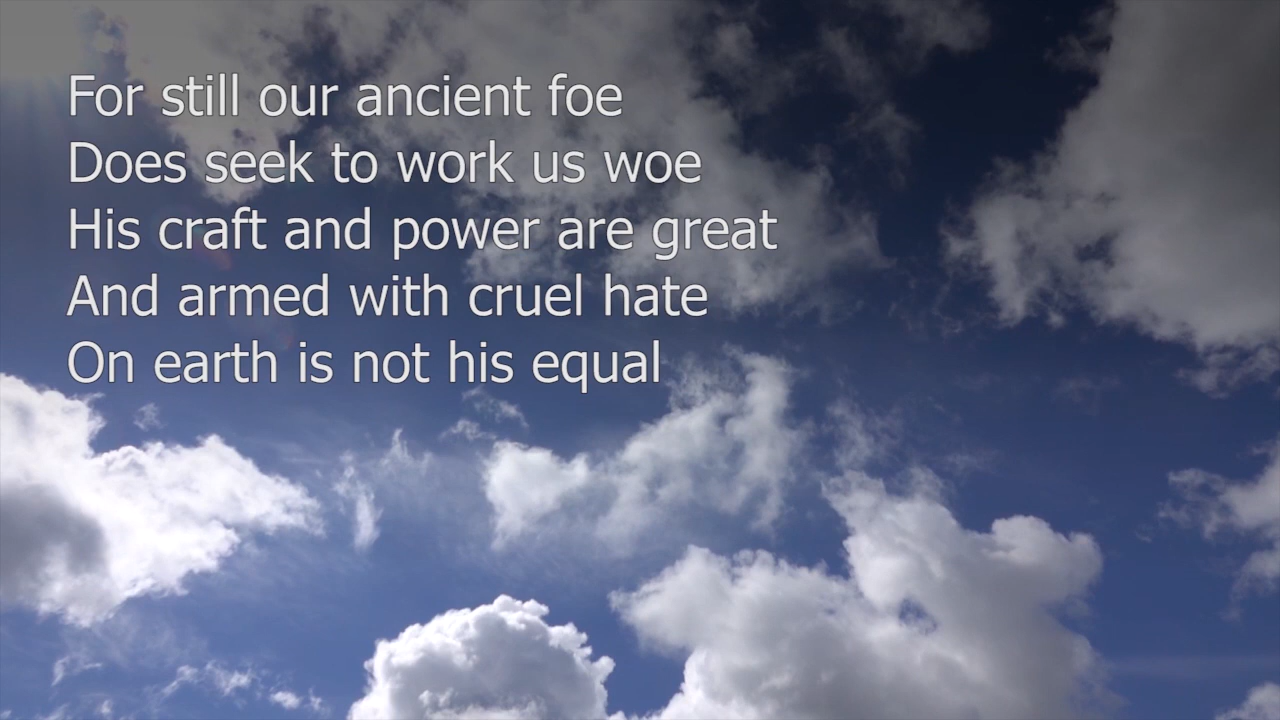 For still our ancient foe
Does seek to work us woe
His craft and power are great
And armed with cruel hate
On earth is not his equal